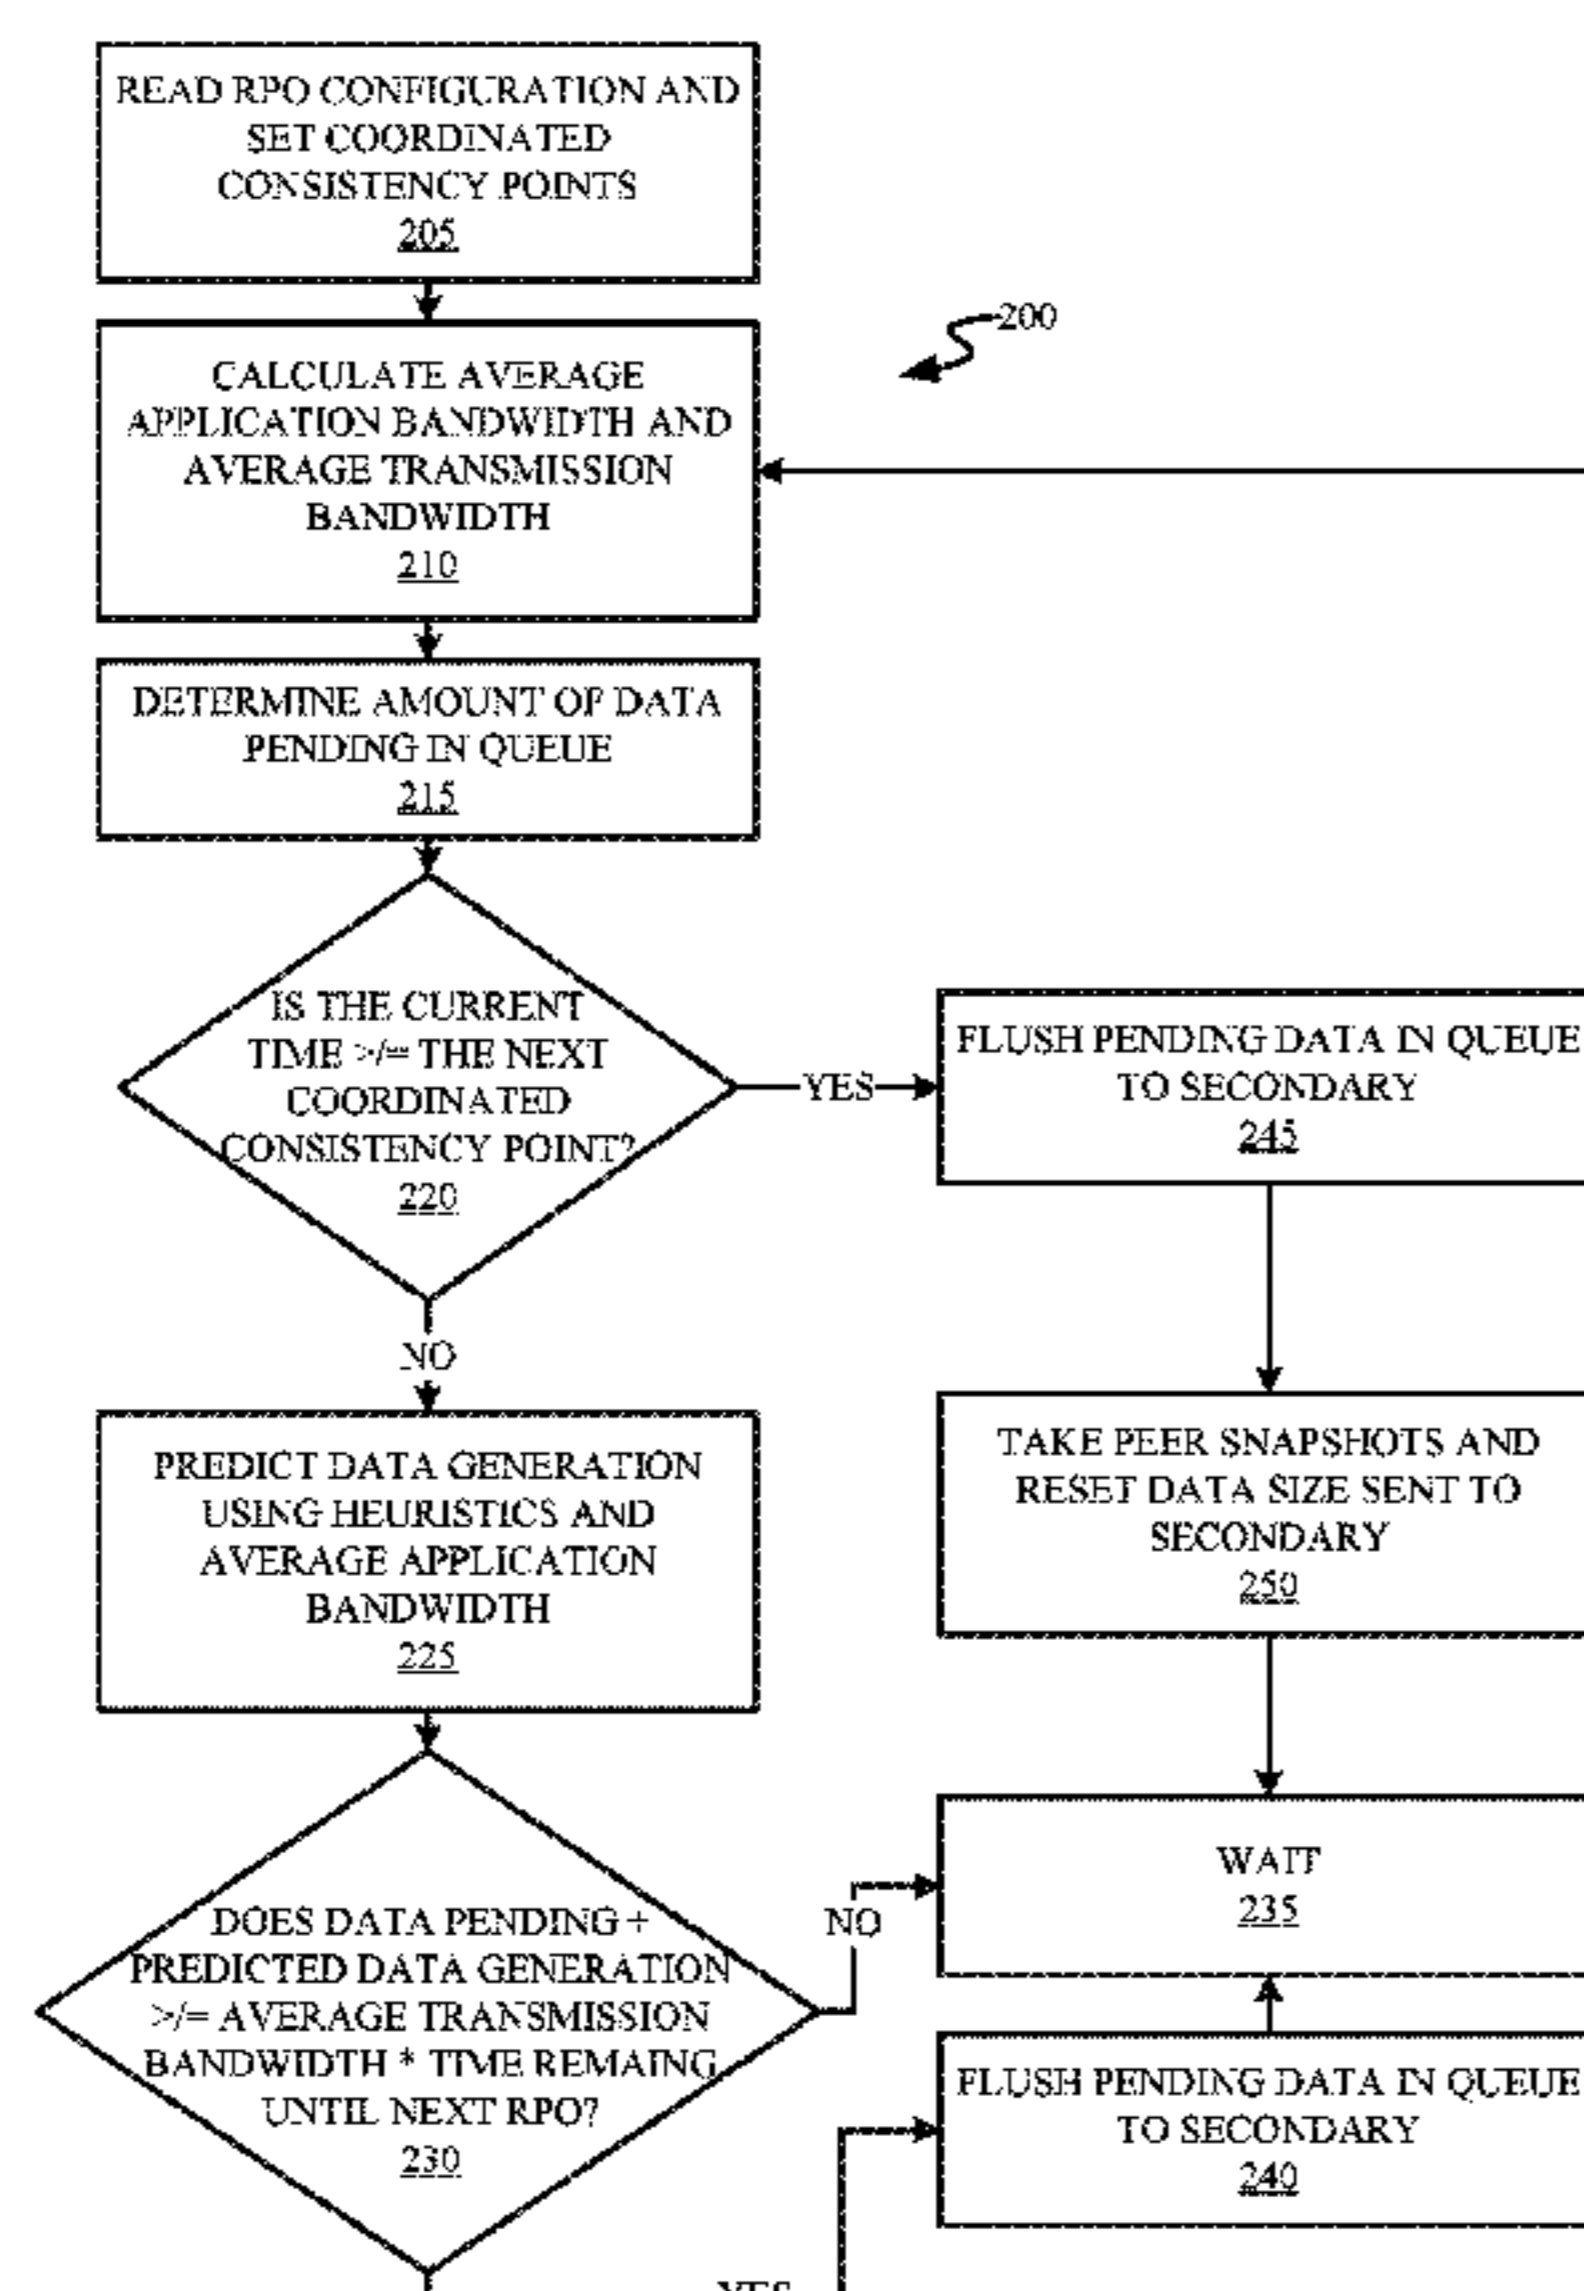 READ RPO CONFIGURATION AND
SET COORDINATED
CONSISTENCY POINTS
205
200
CALCULATE AVERAGE
APPLICATION BANDWIDTH AND
AVERAGE TRANSMISSION
BANDWIDTH
210
DETERMINE AMOUNT OF DATA
PENDING IN QUEUE
215
IS THE CURRENT
TIME >/= THE NEXT
COORDINATED
CONSISTENCY POINT?
220
YES
FLUSH PENDING DATA IN QUEUE
TO SECONDARY
245
NO
PREDICT DATA GENERATION
USING HEURISTICS AND
AVERAGE APPLICATION
BANDWIDTH
225
TAKE PEER SNAPSHOTS AND
RESET DATA SIZE SENT TO
SECONDARY
250
DOES DATA PENDING +
PREDICTED DATA GENERATION
>/= AVERAGE TRANSMISSION
BANDWIDTH * TIME REMAING
UNTIL NEXT RPO?
230
NO
WAIT
235
FLUSH PENDING DATA IN QUEUE
TO SECONDARY
240
YES